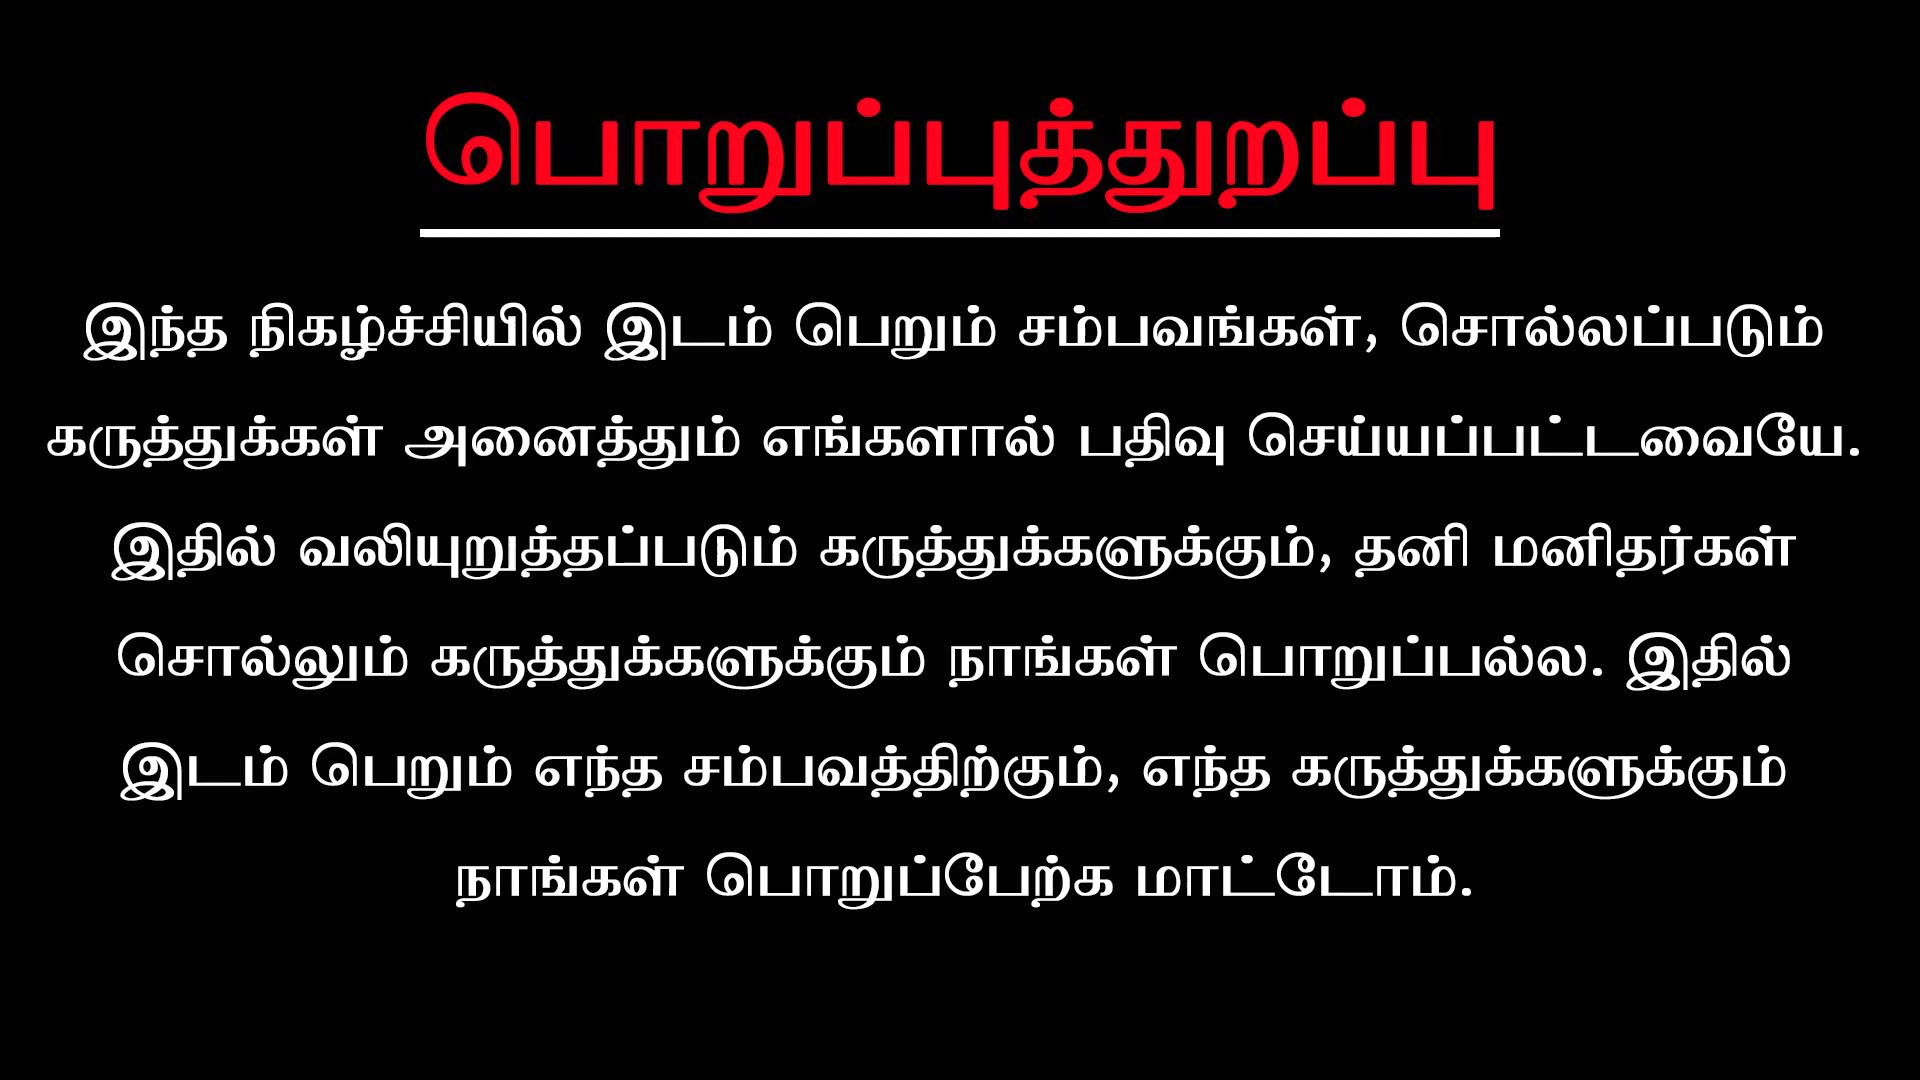 பொறுப்புத்துறப்பு
இந்த நிகழ்ச்சியில் இடம் பெறும் சம்பவங்கள், சொல்லப்படும்
கருத்துக்கள் அனைத்தும் எங்களால் பதிவு செய்யப்பட்டவையே.
இதில் வலியுறுத்தப்படும் கருத்துக்களுக்கும், தனி மனிதர்கள்
சொல்லும் கருத்துக்களுக்கும் நாங்கள் பொறுப்பல்ல. இதில்
இடம் பெறும் எந்த சம்பவத்திற்கும், எந்த கருத்துக்களுக்கும்
நாங்கள் பொறுப்பேற்க மாட்டோம்.